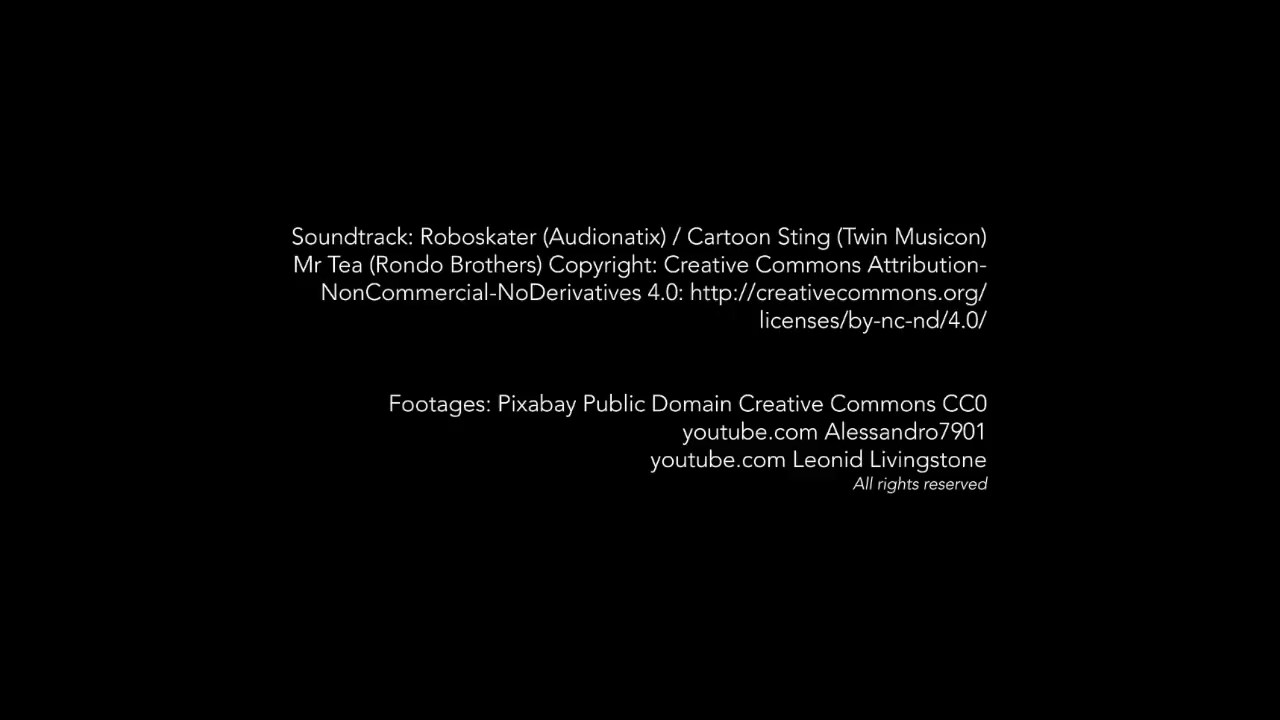 Soundtrack: Roboskater (Audionatix) / Cartoon Sting (Twin Musicon)
Mr Tea (Rondo Brothers) Copyright: Creative Commons Attribution-
NonCommercial-NoDerivatives 4.0: http://creativecommons.org/
licenses/by-nc-nd/4.0/
Footages: Pixabay Public Domain Creative Commons CC0
youtube.com Alessandro7901
youtube.com Leonid Livingstone
All rights reserved